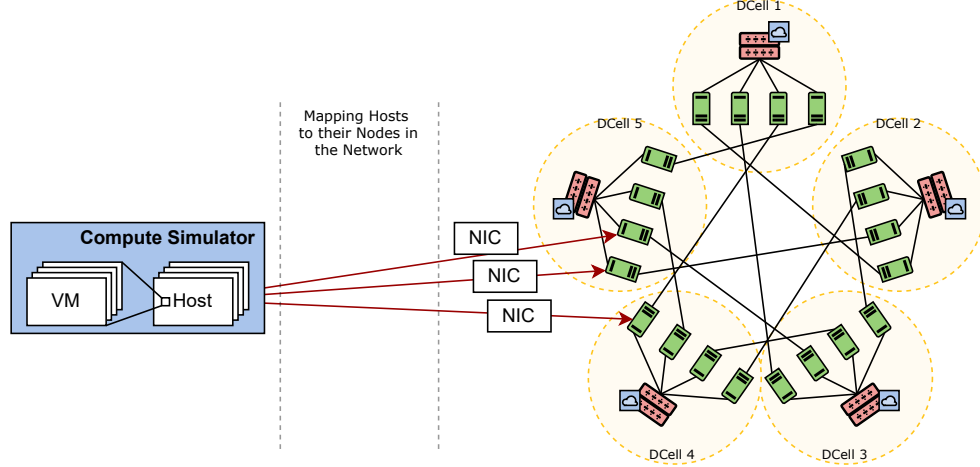 DCell 1
Mapping Hosts
to their Nodes in
the Network
DCell 5
DCell 2
Compute Simulator
VM
Host
NIC
NIC
NIC
DCell 4
DCell 3